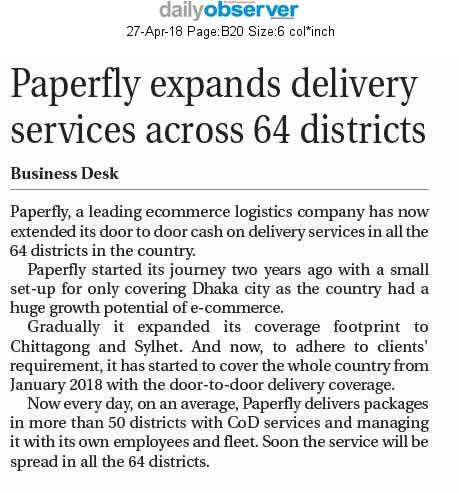 dailyobserver
27-Apr-18 Page:B20 Size:6 col*inch
Paperfly expands delivery
services across 64 districts
Business Desk
Paperfly, a leading ecommerce logistics company has now
extended its door to door cash on delivery services in all the
64 districts in the country.
Paperfly started its journey two years ago with a small
set-up for only covering Dhaka city as the country had a
huge growth potential of e-commerce.
Gradually it expanded its coverage footprint to
Chittagong and Sylhet. And now, to adhere to clients'
requirement, it has started to cover the whole country from
January 2018 with the door-to-door delivery coverage.
Now every day, on an average, Paperfly delivers packages
in more than 50 districts with CoD services and managing
it with its own employees and fleet. Soon the service will be
spread in all the 64 districts.